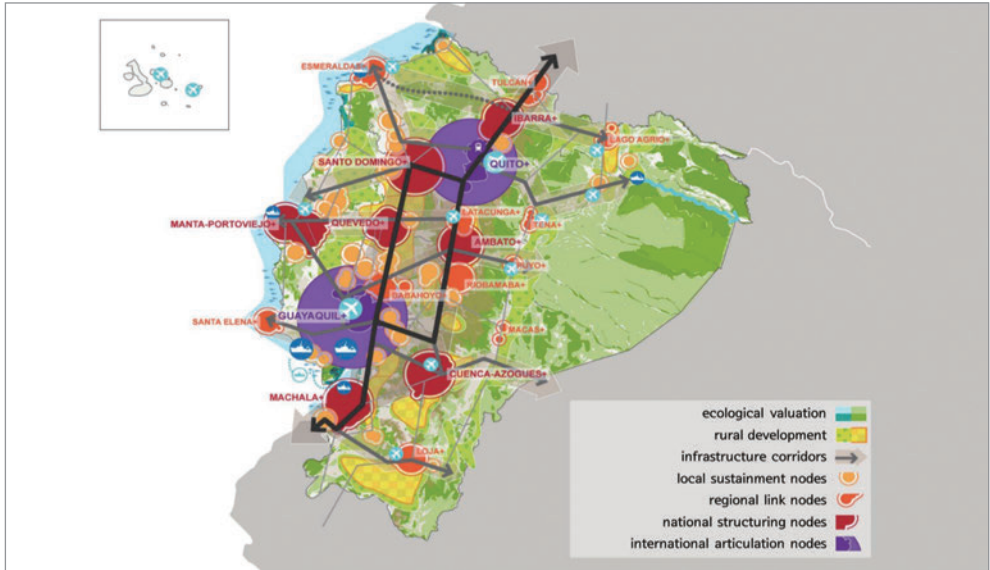 ESMERALDAS+
TULCAN+
IBARRA+
LAGO AGRIO+
SANTO DOMINGO+
QUITO+
MANTA-PORTOVIEJO+
QUEVEDO+
LATACUNGA+
TENA+
AMBATO+
PUYO+
RIOBAMABA+
BABAHOYO+
GUAYAQUIL+
SANTA ELENA+
MACAS+
CUENCA-AZOGUES+
MACHALA+
LOJA+
ecological valuation
rural development
infrastructure corridors
local sustainment nodes
regional link nodes
national structuring nodes
international articulation nodes